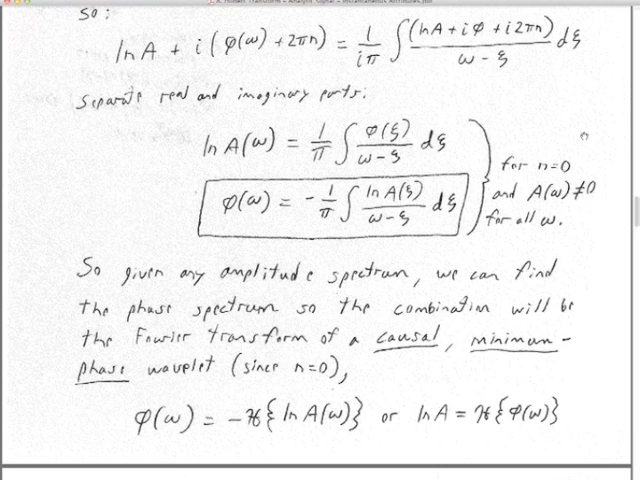 So:
ln A + i(φ(ω) + 2πn) = 1/iπ ∫ (ln A + iφ + i2πn)/(ω - ξ) dξ
Separate real and imaginary parts:
ln A(ω) = 1/π ∫ φ(ξ)/(ω - ξ) dξ
φ(ω) = - 1/π ∫ ln A(ξ)/(ω - ξ) dξ
for n=0
and A(ω) ≠ 0
for all ω.
So given any amplitude spectrum, we can find
the phase spectrum so the combination will be
the Fourier transform of a causal, minimum-
phase wavelet (since n=0),
φ(ω) = -ℋ{ln A(ω)} or ln A = ℋ{φ(ω)}